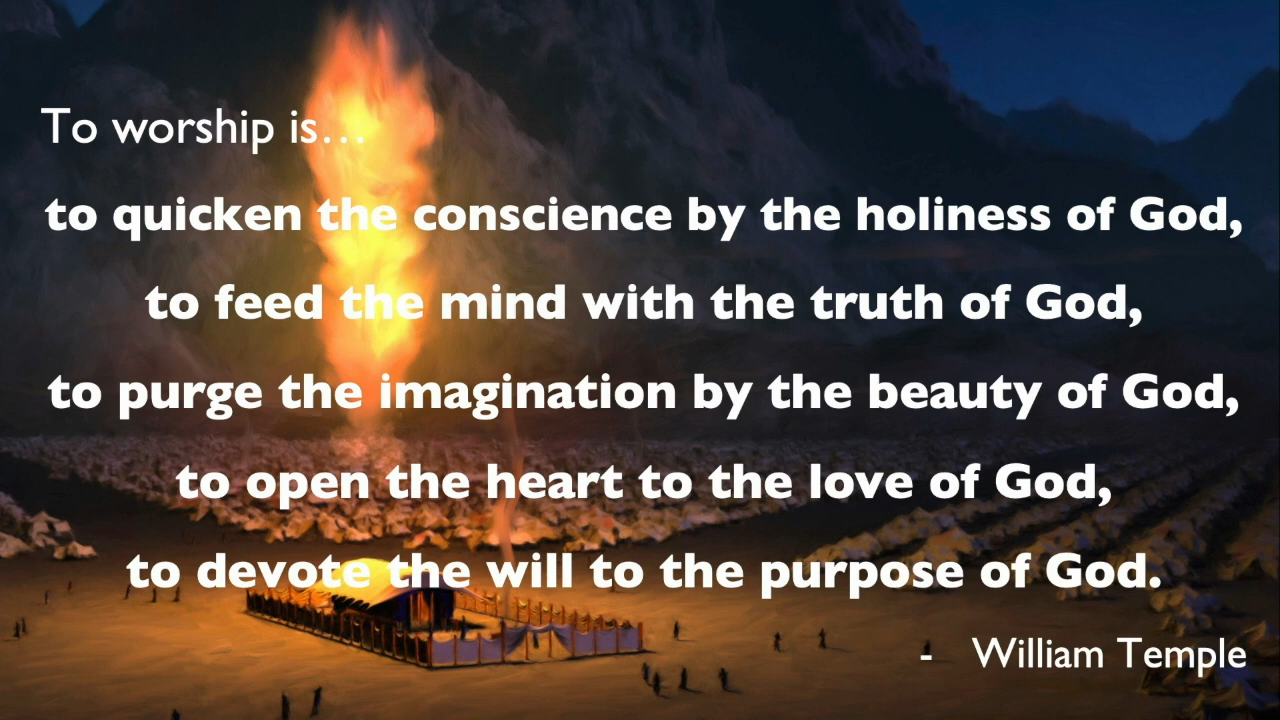 To worship is…
to quicken the conscience by the holiness of God,
to feed the mind with the truth of God,
to purge the imagination by the beauty of God,
to open the heart to the love of God,
to devote the will to the purpose of God.
- William Temple